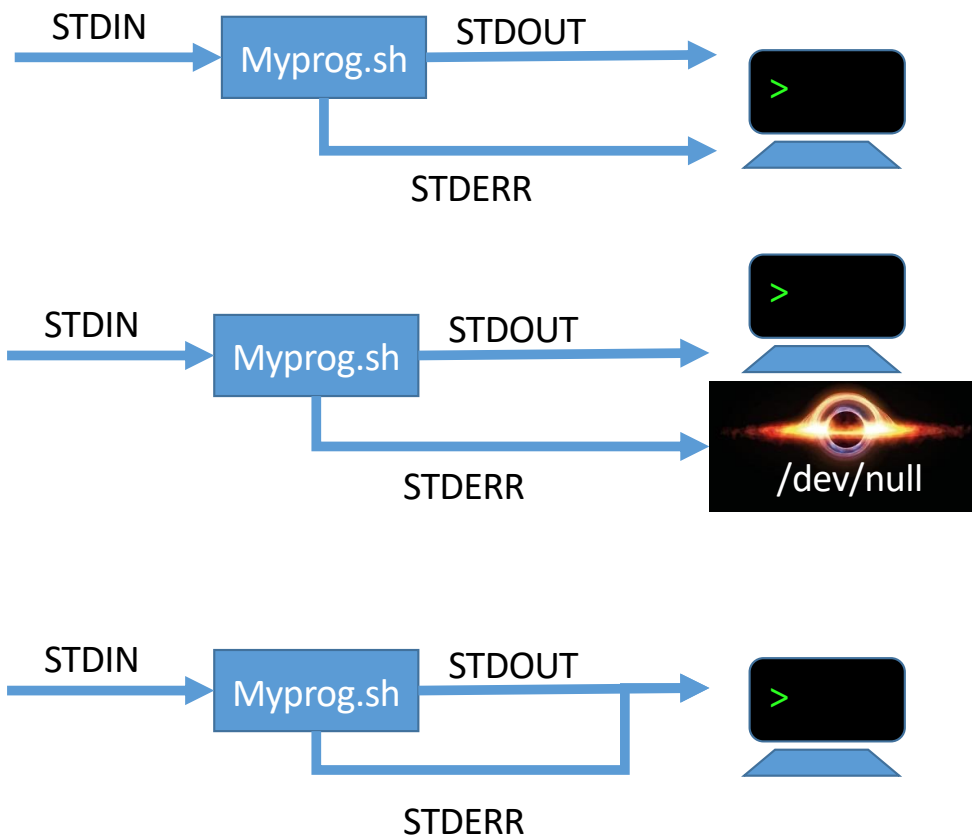 STDIN
Myprog.sh
STDOUT
>
STDERR
>
STDIN
Myprog.sh
STDOUT
STDERR
/dev/null
STDIN
Myprog.sh
STDOUT
>
STDERR